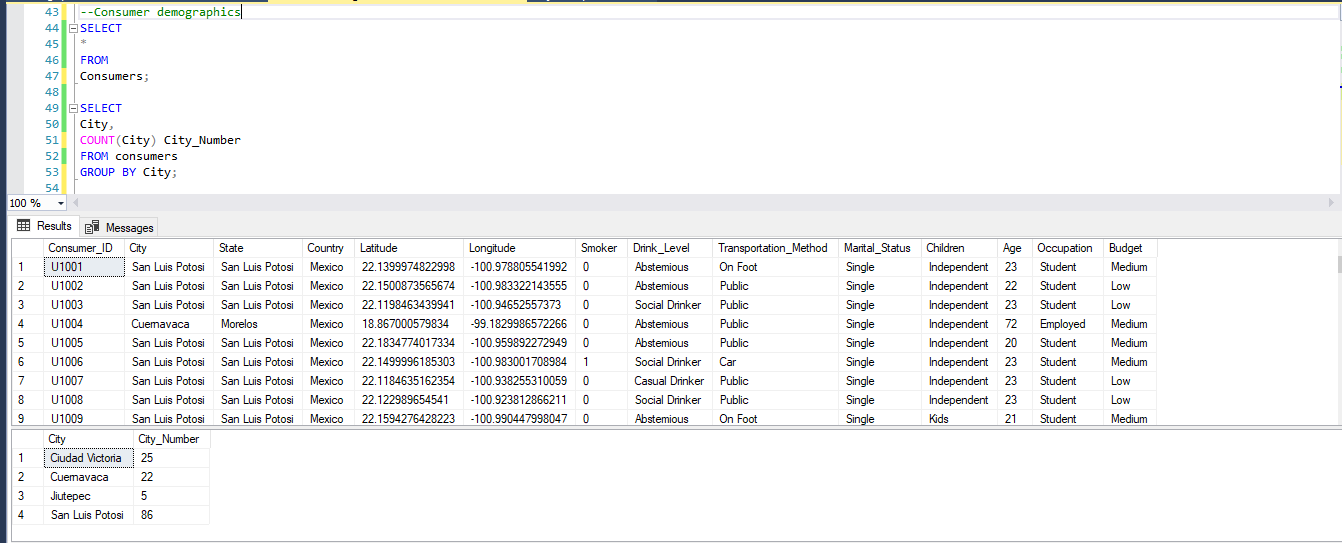 43 --Consumer demographics
44 SELECT
45 *
46 FROM
47 Consumers;
48
49 SELECT
50 City,
51 COUNT(City) City_Number
52 FROM consumers
53 GROUP BY City;
54
100 %
Results Messages
Consumer_ID City State Country Latitude Longitude Smoker Drink_Level Transportation_Method Marital_Status Children Age Occupation Budget
1 U1001 San Luis Potosi San Luis Potosi Mexico 22.1399974822998 -100.978805541992 0 Abstemious On Foot Single Independent 23 Student Medium
2 U1002 San Luis Potosi San Luis Potosi Mexico 22.1500873565674 -100.983322143555 0 Abstemious Public Single Independent 22 Student Low
3 U1003 San Luis Potosi San Luis Potosi Mexico 22.1198463439941 -100.94652557373 0 Social Drinker Public Single Independent 23 Student Low
4 U1004 Cuernavaca Morelos Mexico 18.867000579834 -99.1829986572266 0 Abstemious Public Single Independent 72 Employed Medium
5 U1005 San Luis Potosi San Luis Potosi Mexico 22.1834774017334 -100.959892272949 0 Abstemious Public Single Independent 20 Student Medium
6 U1006 San Luis Potosi San Luis Potosi Mexico 22.1499996185303 -100.983001708984 1 Social Drinker Car Single Independent 23 Student Medium
7 U1007 San Luis Potosi San Luis Potosi Mexico 22.1184635162354 -100.938255310059 0 Casual Drinker Public Single Independent 23 Student Low
8 U1008 San Luis Potosi San Luis Potosi Mexico 22.122989654541 -100.923812866211 0 Social Drinker Public Single Independent 23 Student Low
9 U1009 San Luis Potosi San Luis Potosi Mexico 22.1594276428223 -100.990447998047 0 Abstemious On Foot Single Kids 21 Student Medium
City City_Number
1 Ciudad Victoria 25
2 Cuernavaca 22
3 Jiutepec 5
4 San Luis Potosi 86